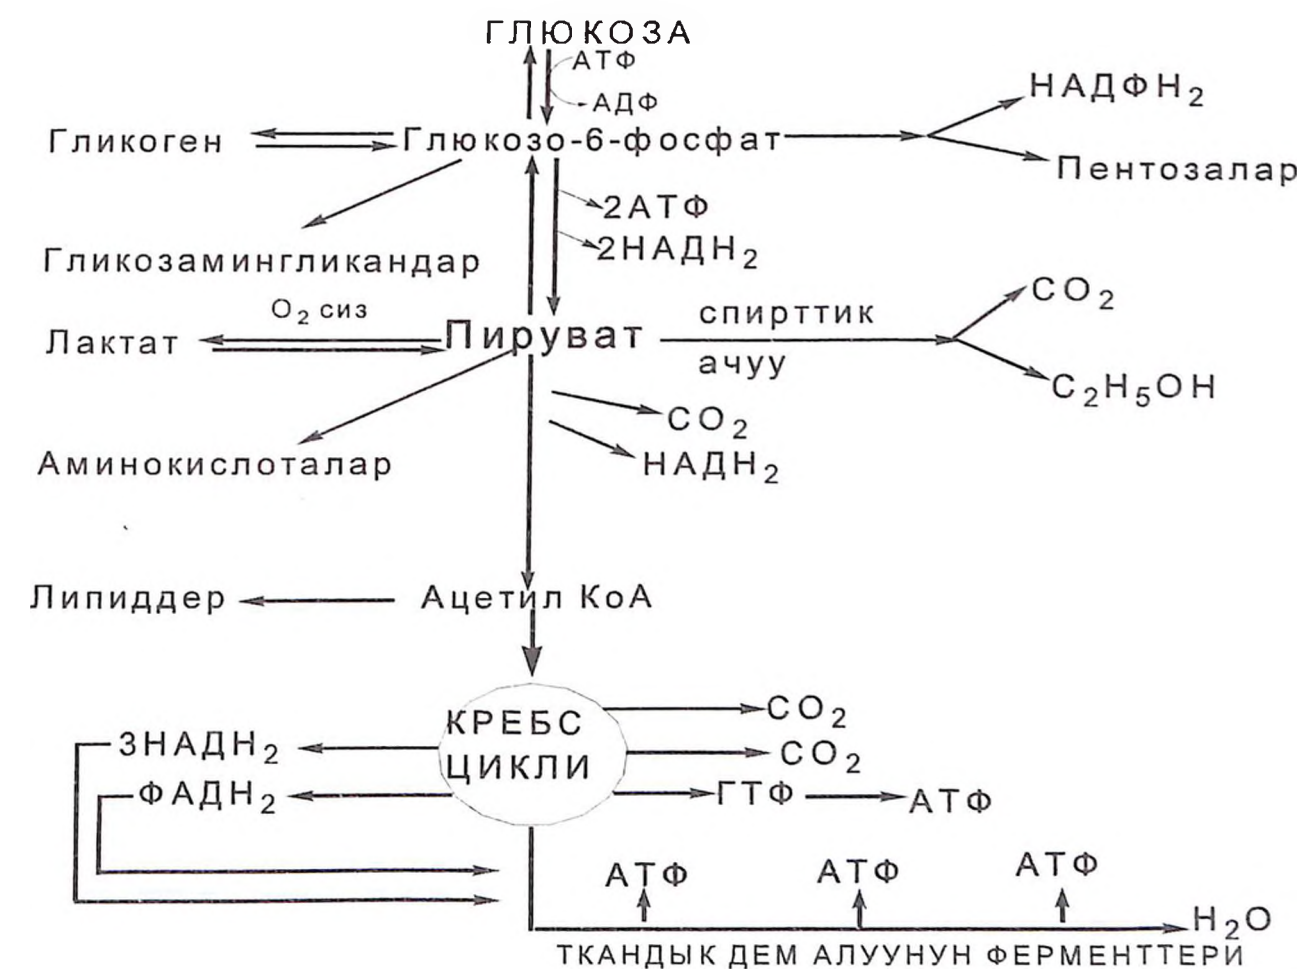 ГЛЮКОЗА
АТФ
АДФ
НАДФН2
Гликоген
Глюкозо-6-фосфат
Пентозалар
2АТФ
2НАДН2
Гликозамингликандар
O2 сиз
Лактат
Пируват
спирттик
ачуу
CO2
C2H5OH
CO2
НАДН2
Аминокислоталар
Липиддер
Ацетил КоА
КРЕБС
ЦИКЛИ
CO2
CO2
3НАДН2
ФАДН2
ГТФ
АТФ
АТФ
АТФ
АТФ
H2O
ТКАНДЫК ДЕМ АЛУУНУН ФЕРМЕНТТЕРИ